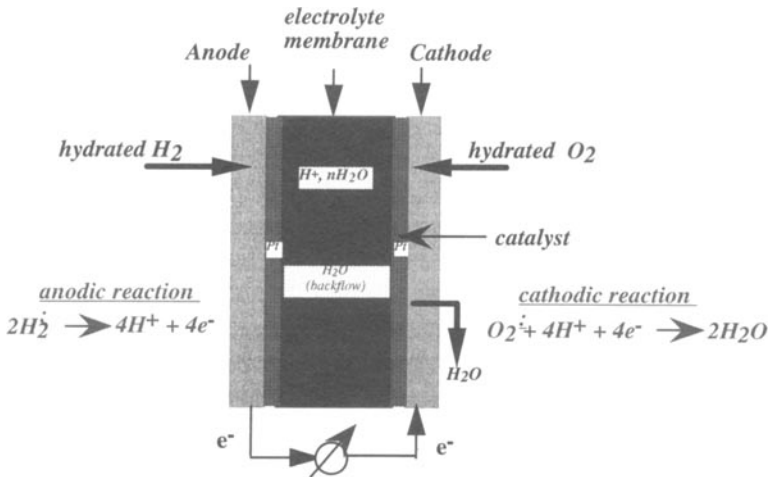 electrolyte
membrane
Anode
Cathode
hydrated H2
hydrated O2
H+, nH2O
Pt
Pt
catalyst
H2O
(backflow)
anodic reaction
2H2 → 4H+ + 4e-
cathodic reaction
O2 + 4H+ + 4e- → 2H2O
H2O
e-
e-